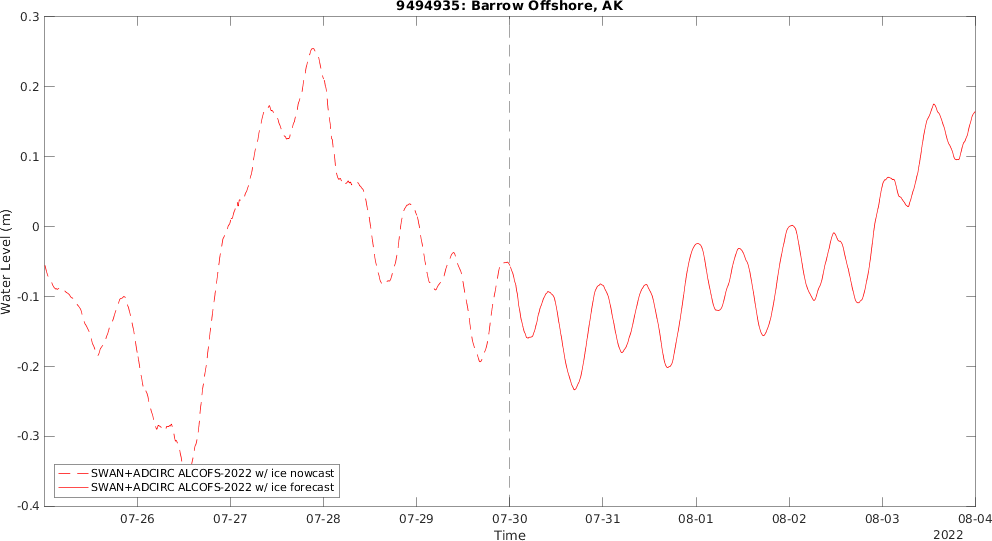 9494935: Barrow Offshore, AK
0.3
0.2
0.1
0
-0.1
-0.2
-0.3
-0.4
Water Level (m)
SWAN+ADCIRC ALCOFS-2022 w/ ice nowcast
SWAN+ADCIRC ALCOFS-2022 w/ ice forecast
07-26 07-27 07-28 07-29 07-30 07-31 08-01 08-02 08-03 08-04
Time
2022